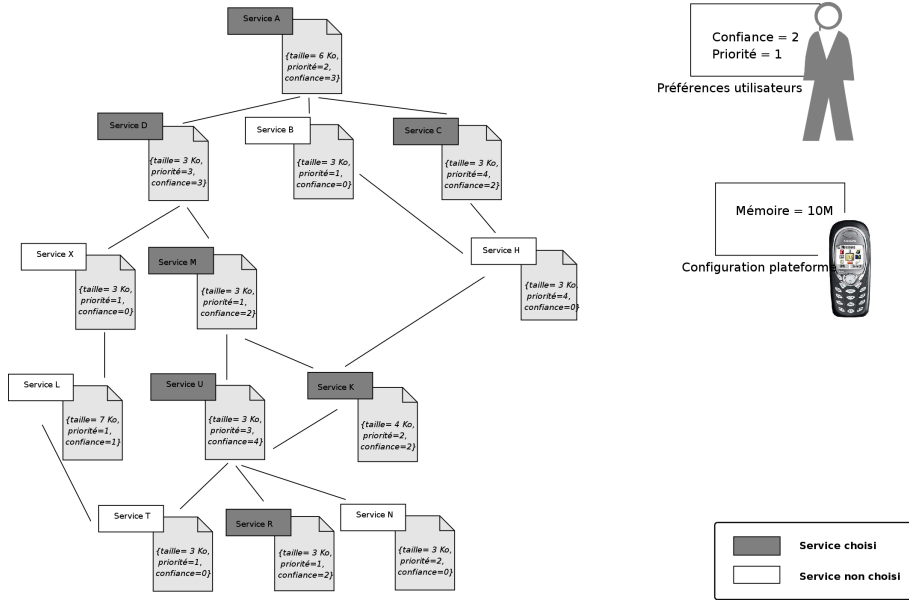 Service A
{taille= 6 Ko,
priorité=2,
confiance=3}
Confiance = 2
Priorité = 1
Préférences utilisateurs
Service D
{taille= 3 Ko,
priorité=3,
confiance=3}
Service B
{taille= 3 Ko,
priorité=1,
confiance=0}
Service C
{taille= 3 Ko,
priorité=4,
confiance=2}
Mémoire = 10M
Configuration plateforme
Service X
{taille= 3 Ko,
priorité=1,
confiance=0}
Service M
{taille= 3 Ko,
priorité=1,
confiance=2}
Service H
{taille= 3 Ko,
priorité=4,
confiance=0}
Service L
{taille= 7 Ko,
priorité=1,
confiance=1}
Service U
{taille= 3 Ko,
priorité=3,
confiance=4}
Service K
{taille= 4 Ko,
priorité=2,
confiance=2}
Service T
{taille= 3 Ko,
priorité=1,
confiance=0}
Service R
{taille= 3 Ko,
priorité=1,
confiance=2}
Service N
{taille= 3 Ko,
priorité=2,
confiance=0}
Service choisi
Service non choisi